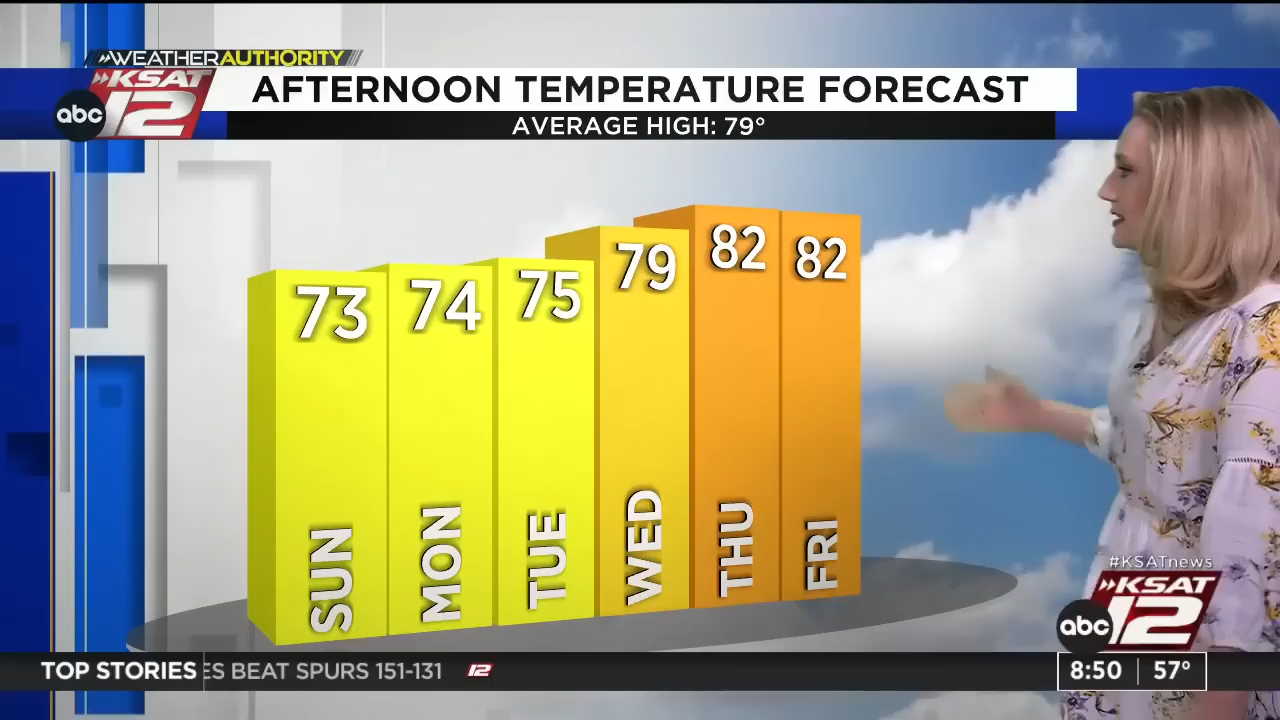 WEATHERAUTHORITY
KSAT
abc 12
AFTERNOON TEMPERATURE FORECAST
AVERAGE HIGH: 79°
73 74 75 79 82 82
SUN MON TUE WED THU FRI
#KSATnews
KSAT
abc 12
TOP STORIES ES BEAT SPURS 151-131 12
8:50 57°